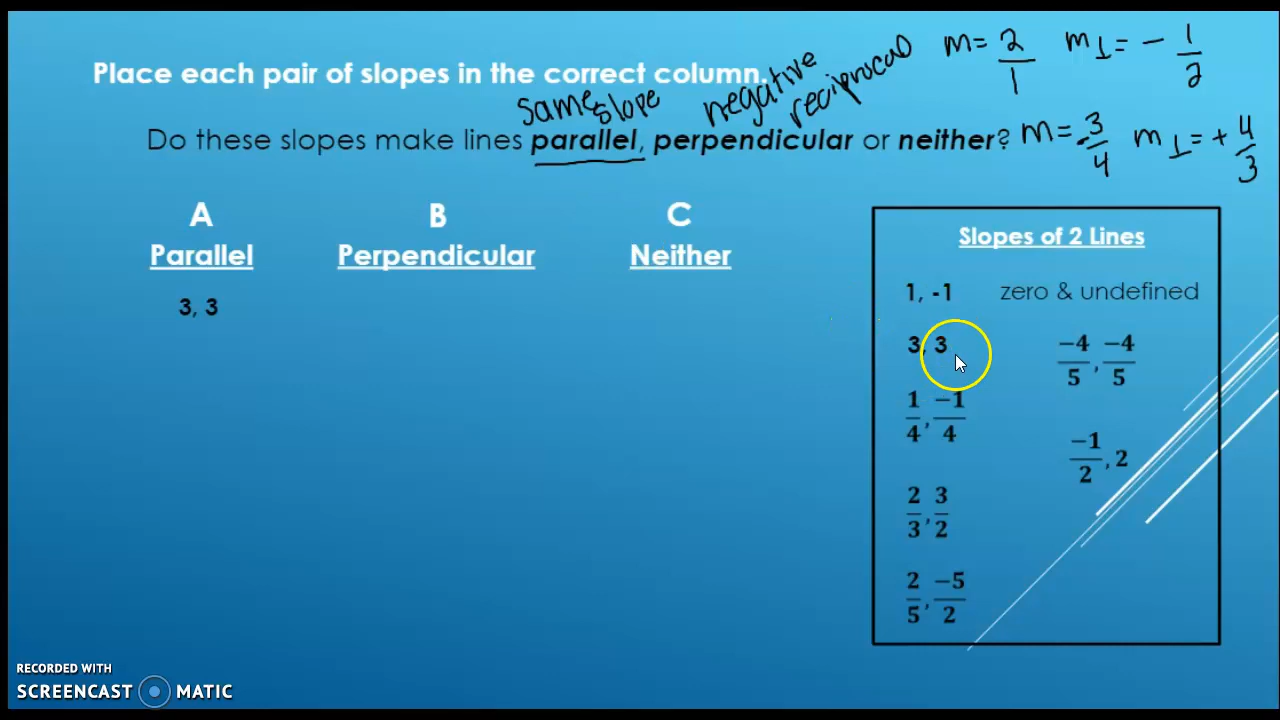 Place each pair of slopes in the correct column.
same slope
negative reciprocal
m = 2/1 m⊥ = - 1/2
Do these slopes make lines parallel, perpendicular or neither?
m = -3/4 m⊥ = + 4/3
A
Parallel
3, 3
B
Perpendicular
C
Neither
Slopes of 2 Lines
1, -1
3, 3
1/4, -1/4
2/3, 3/2
2/5, -5/2
zero & undefined
-4/5, -4/5
-1/2, 2
RECORDED WITH
SCREENCAST MATIC